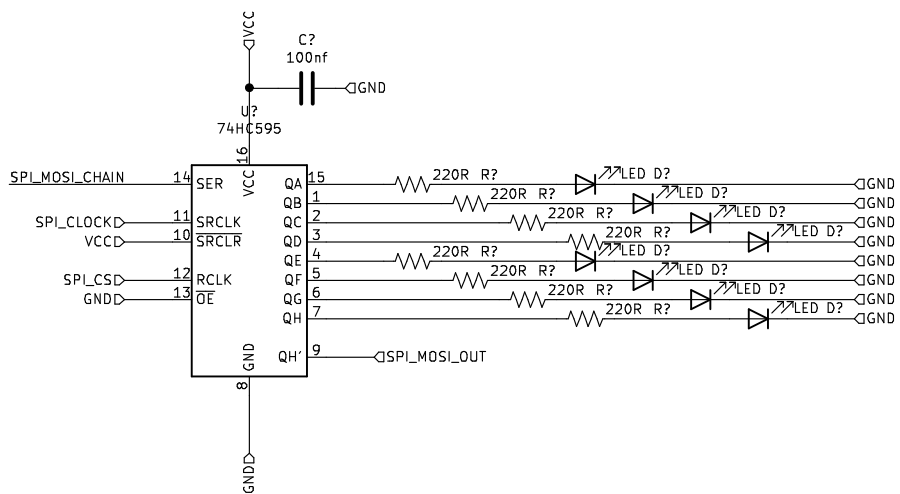 VCC
C?
100nf
GND
U?
74HC595
16
VCC
SPI_MOSI_CHAIN 14 SER QA 15 220R R? LED D? GND
QB 1 220R R? LED D? GND
SPI_CLOCK 11 SRCLK QC 2 220R R? LED D? GND
VCC 10 SRCLR QD 3 220R R? LED D? GND
QE 4 220R R? LED D? GND
SPI_CS 12 RCLK QF 5 220R R? LED D? GND
GND 13 OE QG 6 220R R? LED D? GND
QH 7 220R R? LED D? GND
GND QH' 9 SPI_MOSI_OUT
8
GND